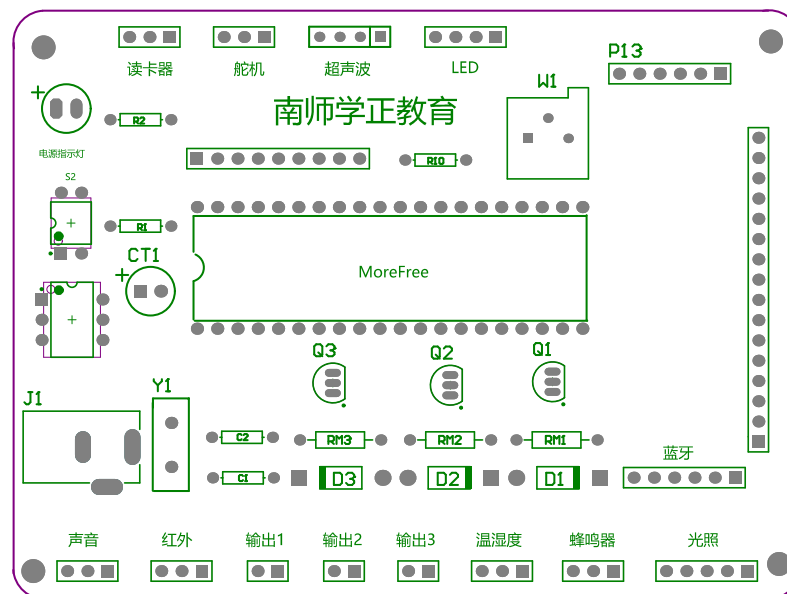 读卡器 舵机 超声波 LED
P13
W1
南师学正教育
R2
电源指示灯
R10
S2
R1
CT1
MoreFree
Q3 Q2 Q1
J1 Y1
C2 RM3 RM2 RM1
蓝牙
C1 D3 D2 D1
声音 红外 输出1 输出2 输出3 温湿度 蜂鸣器 光照